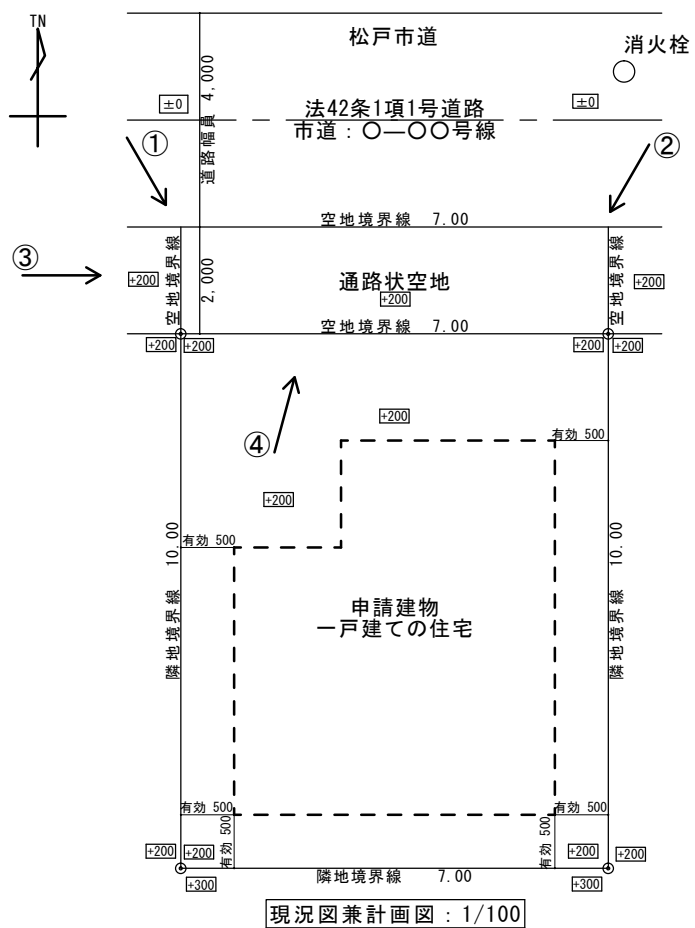 TN
松戸市道
消火栓
±0
±0
法42条1項1号道路
市道：〇―〇〇号線
道路幅員 4,000
①
②
空地境界線 7.00
③
+200
空地境界線
2,000
通路状空地
+200
空地境界線
+200
空地境界線 7.00
+200
+200
+200
+200
④
+200
有効 500
+200
有効 500
隣地境界線 10.00
隣地境界線 10.00
申請建物
一戸建ての住宅
有効 500
有効 500
有効 500
有効 500
+200
+200
+200
+200
+300
隣地境界線 7.00
+300
現況図兼計画図：1/100